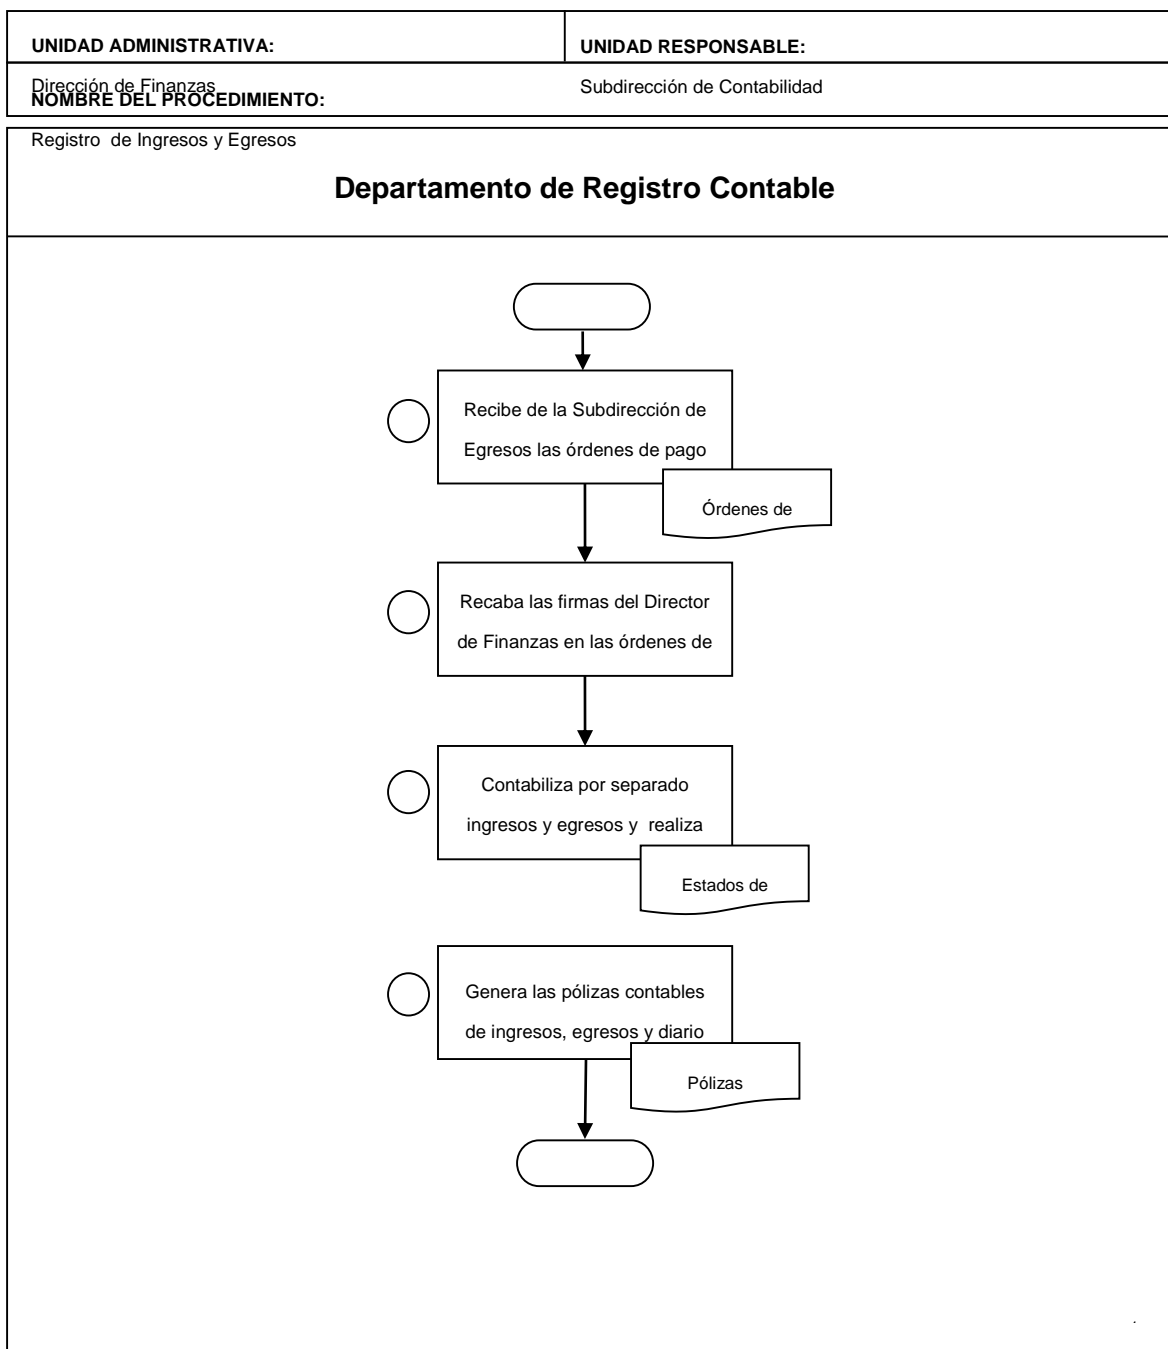 UNIDAD ADMINISTRATIVA:
UNIDAD RESPONSABLE:
Dirección de Finanzas
Subdirección de Contabilidad
NOMBRE DEL PROCEDIMIENTO:
Registro de Ingresos y Egresos
Departamento de Registro Contable
Recibe de la Subdirección de
Egresos las órdenes de pago
Órdenes de
Recaba las firmas del Director
de Finanzas en las órdenes de
Contabiliza por separado
ingresos y egresos y realiza
Estados de
Genera las pólizas contables
de ingresos, egresos y diario
Pólizas